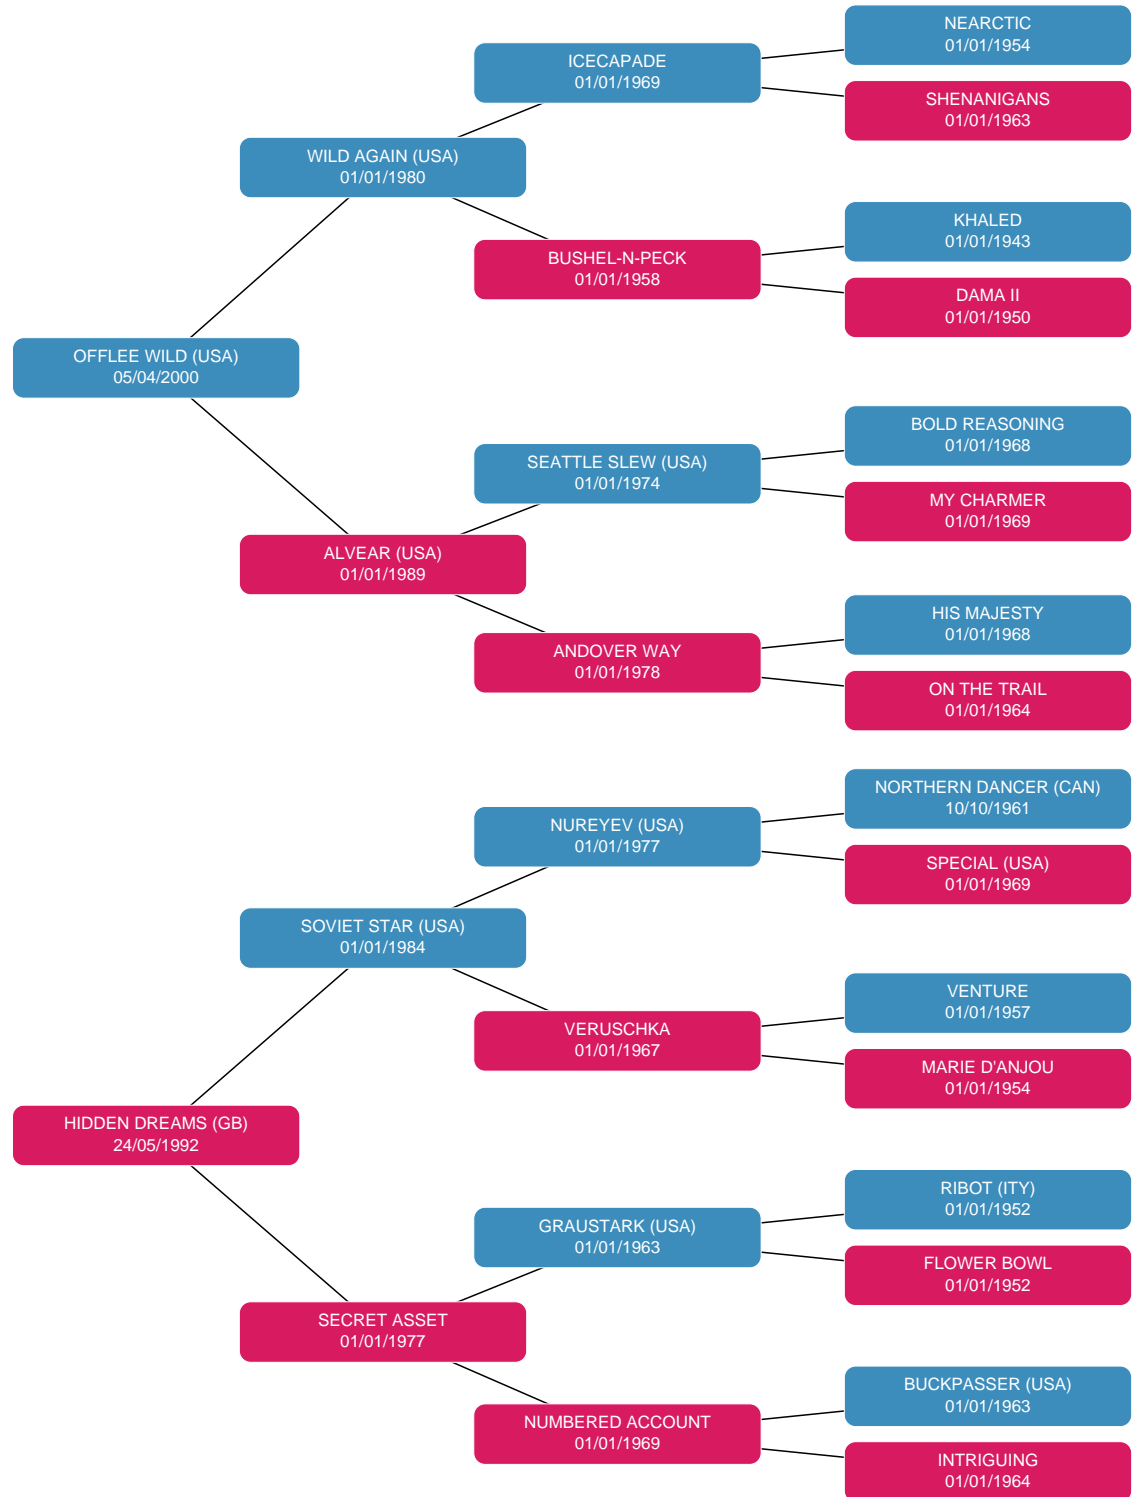 NEARCTIC
01/01/1954
ICECAPADE
01/01/1969
SHENANIGANS
01/01/1963
WILD AGAIN (USA)
01/01/1980
KHALED
01/01/1943
BUSHEL-N-PECK
01/01/1958
DAMA II
01/01/1950
OFFLEE WILD (USA)
05/04/2000
BOLD REASONING
01/01/1968
SEATTLE SLEW (USA)
01/01/1974
MY CHARMER
01/01/1969
ALVEAR (USA)
01/01/1989
HIS MAJESTY
01/01/1968
ANDOVER WAY
01/01/1978
ON THE TRAIL
01/01/1964
NORTHERN DANCER (CAN)
10/10/1961
NUREYEV (USA)
01/01/1977
SPECIAL (USA)
01/01/1969
SOVIET STAR (USA)
01/01/1984
VENTURE
01/01/1957
VERUSCHKA
01/01/1967
MARIE D'ANJOU
01/01/1954
HIDDEN DREAMS (GB)
24/05/1992
RIBOT (ITY)
01/01/1952
GRAUSTARK (USA)
01/01/1963
FLOWER BOWL
01/01/1952
SECRET ASSET
01/01/1977
BUCKPASSER (USA)
01/01/1963
NUMBERED ACCOUNT
01/01/1969
INTRIGUING
01/01/1964